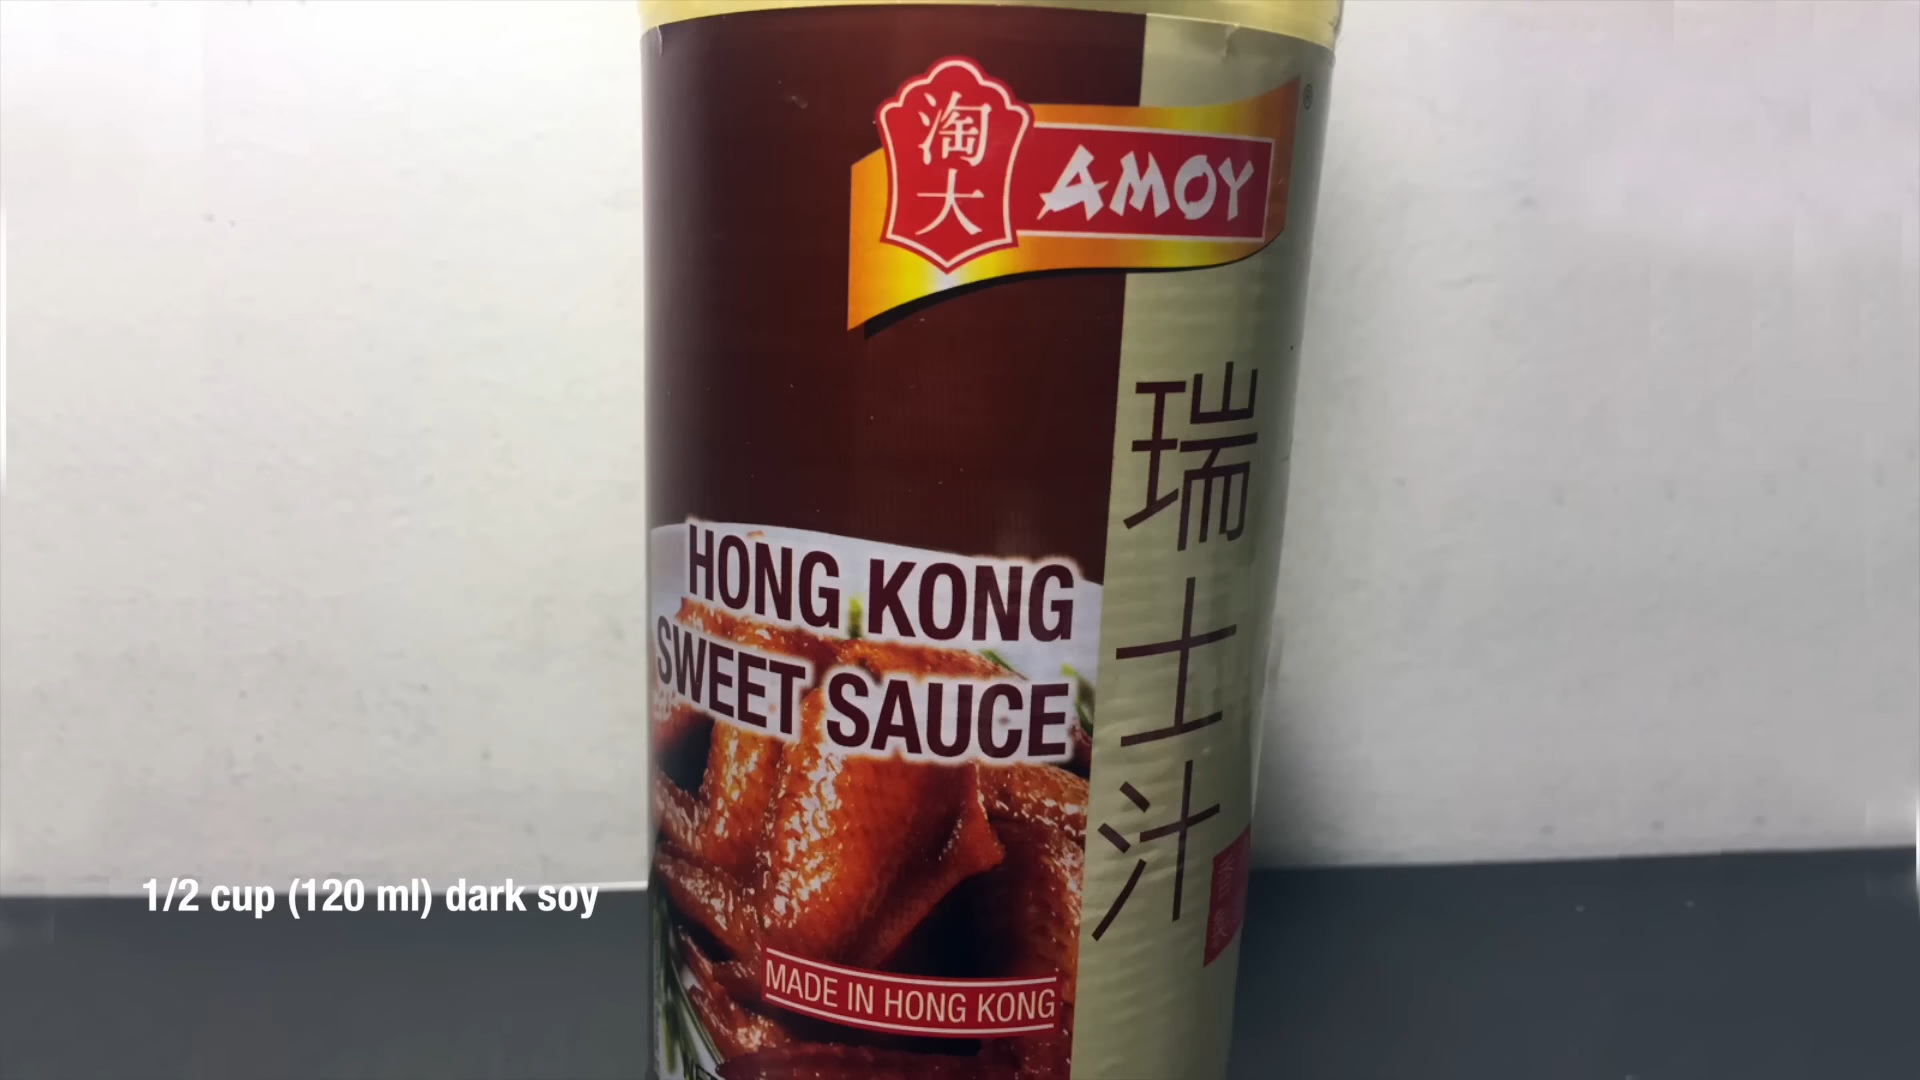 淘大
AMOY
®
瑞士汁
HONG KONG
SWEET SAUCE
1/2 cup (120 ml) dark soy
MADE IN HONG KONG